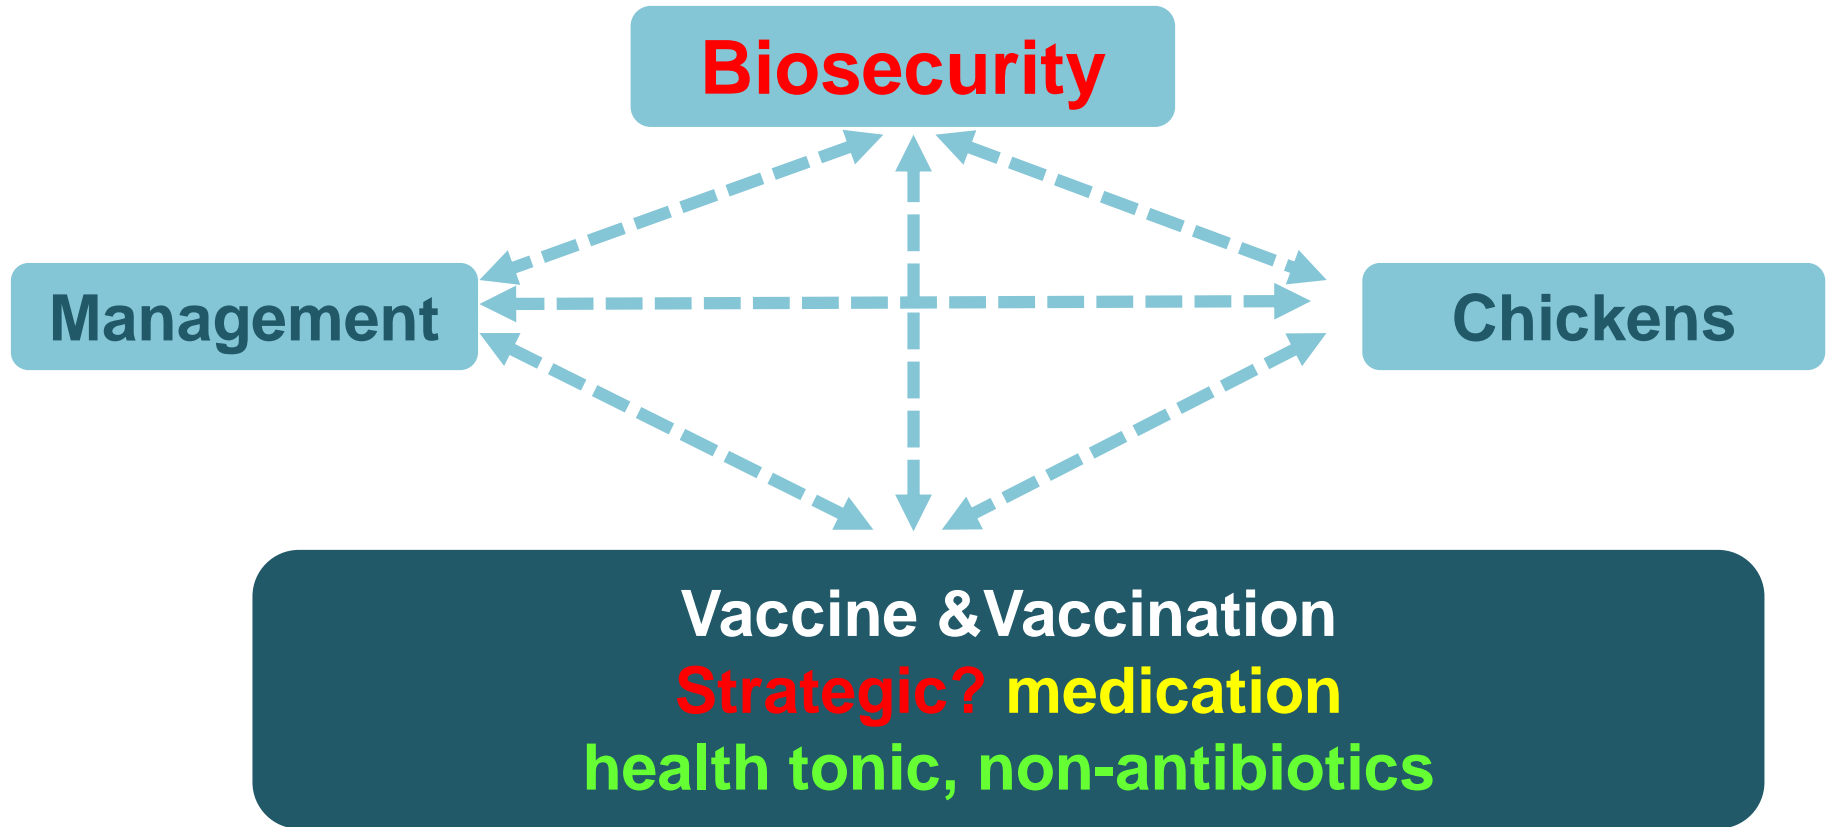 Biosecurity
Management
Chickens
Vaccine &Vaccination
Strategic? medication
health tonic, non-antibiotics